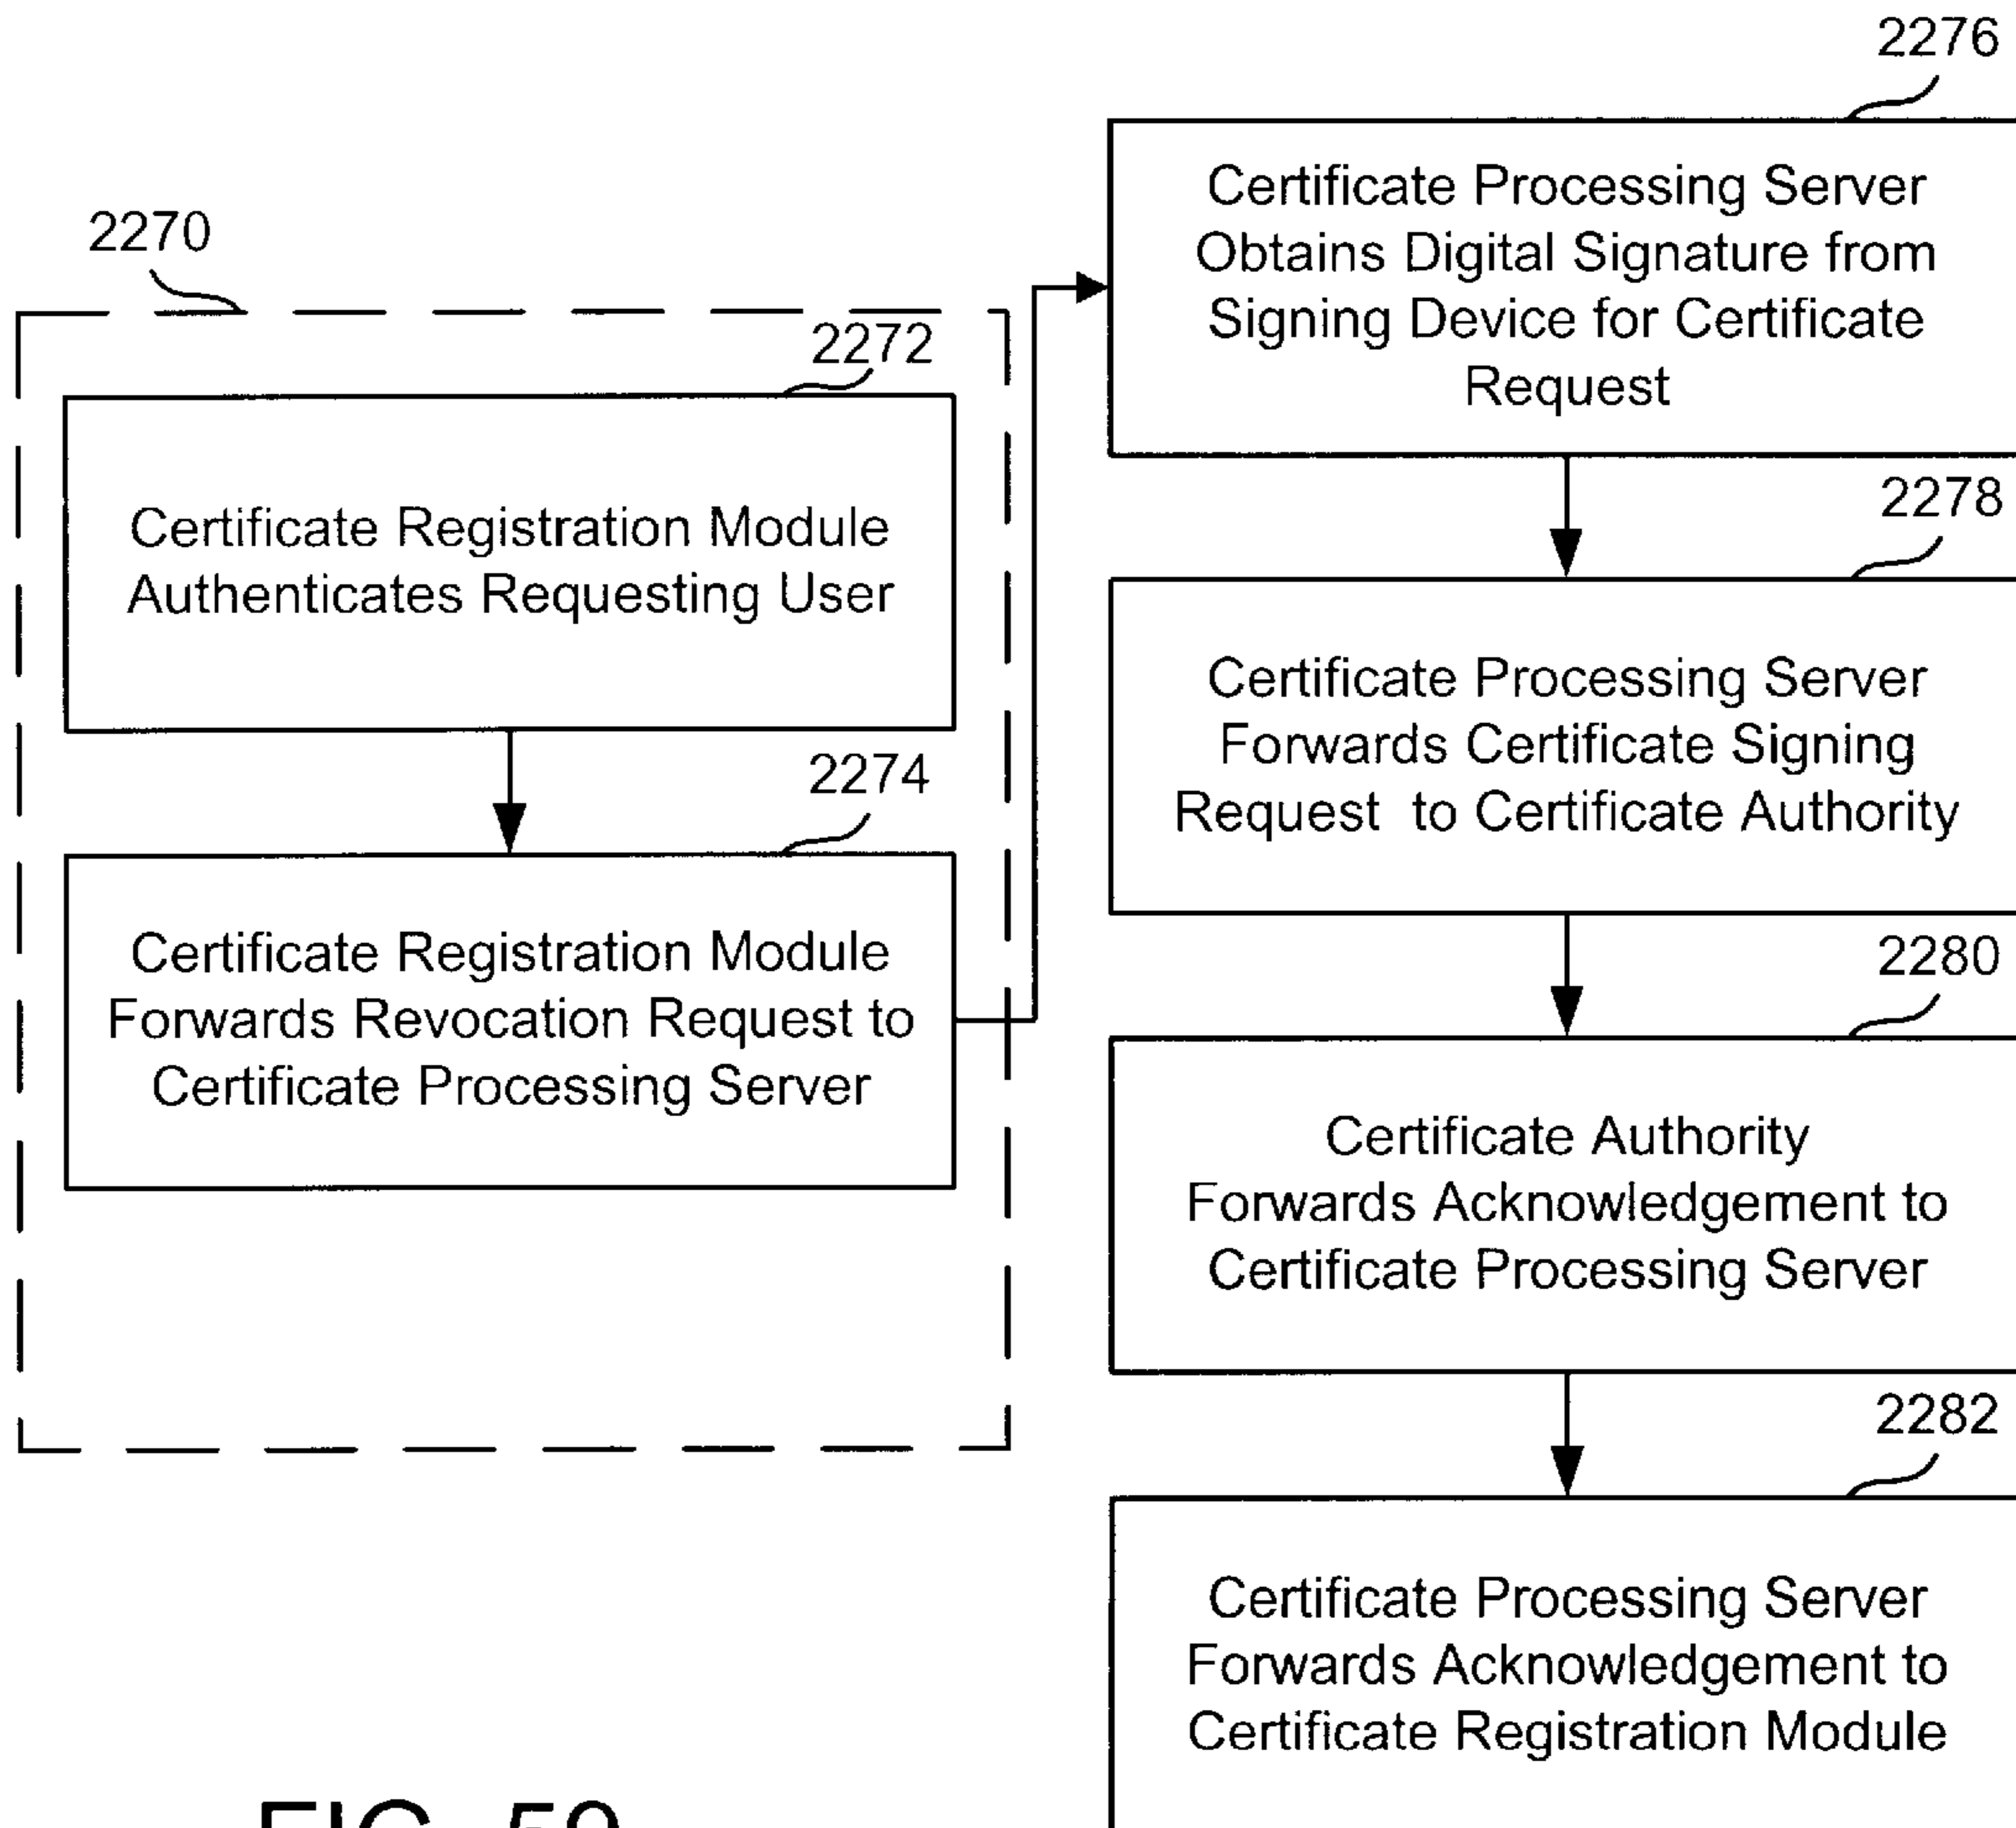 2270
2272
Certificate Registration Module
Authenticates Requesting User
2274
Certificate Registration Module
Forwards Revocation Request to
Certificate Processing Server
2276
Certificate Processing Server
Obtains Digital Signature from
Signing Device for Certificate
Request
2278
Certificate Processing Server
Forwards Certificate Signing
Request to Certificate Authority
2280
Certificate Authority
Forwards Acknowledgement to
Certificate Processing Server
2282
Certificate Processing Server
Forwards Acknowledgement to
Certificate Registration Module
FIG.